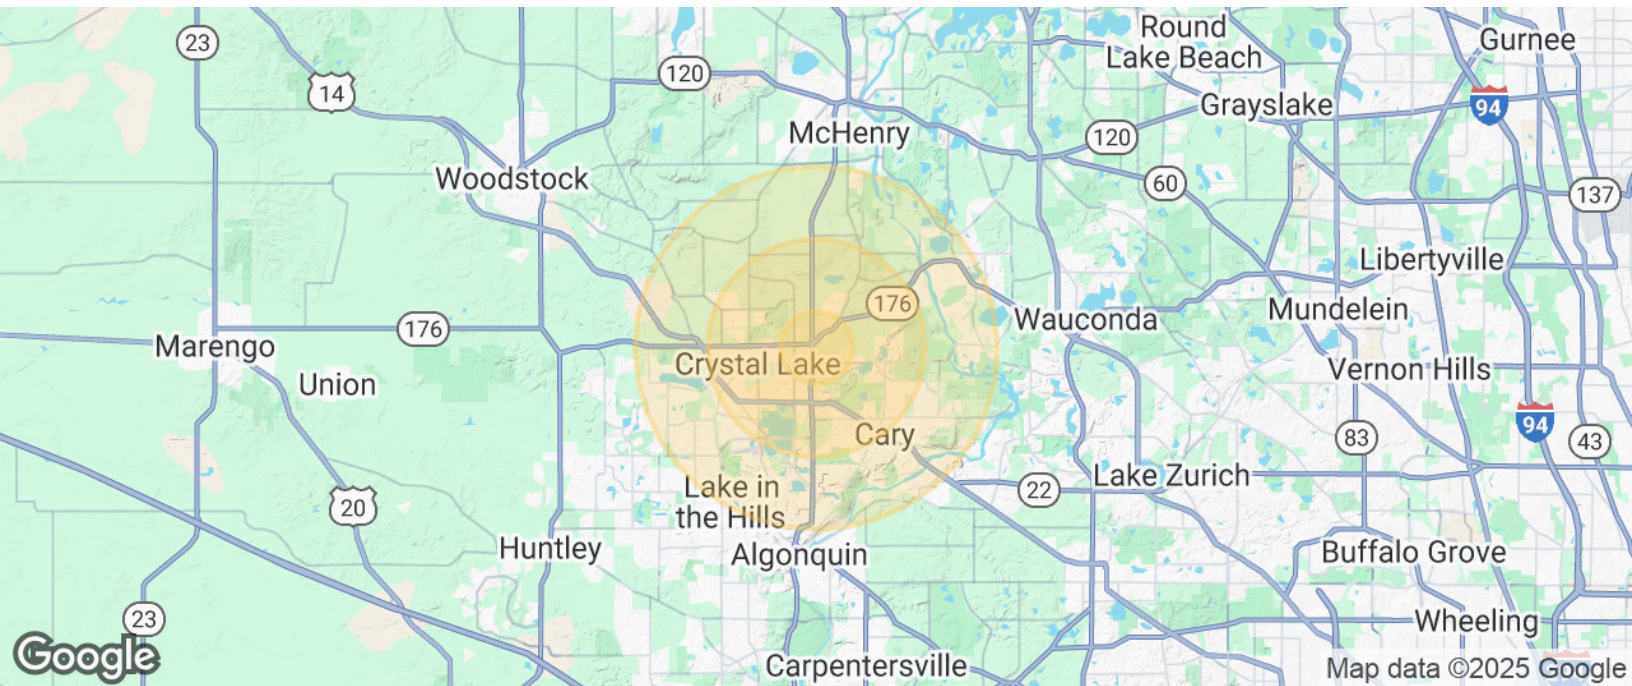 Round
Lake Beach
Gurnee
23
14
120
94
Grayslake
McHenry
120
Woodstock
60
137
Libertyville
176
Mundelein
Wauconda
176
Marengo
Crystal Lake
Vernon Hills
Union
94
Cary
83
43
Lake Zurich
Lake in
the Hills
22
20
Huntley
Algonquin
Buffalo Grove
23
Wheeling
Google
Carpentersville
Map data ©2025 Google